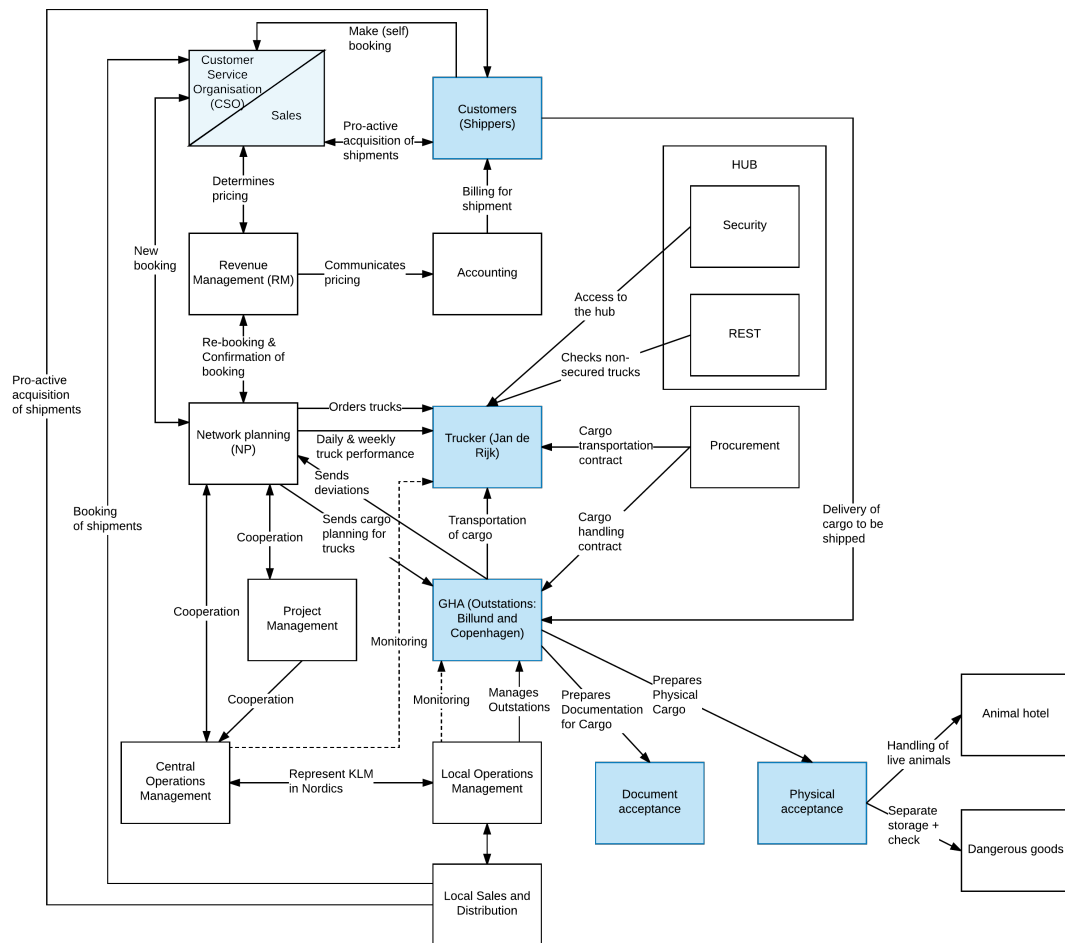 Make (self)
booking
Customer
Service
Organisation
(CSO)
Sales
Customers
(Shippers)
Pro-active
acquisition of
shipments
HUB
Security
REST
Determines
pricing
Billing for
shipment
New
booking
Revenue
Management (RM)
Communicates
pricing
Accounting
Access to
the hub
Checks non-
secured trucks
Re-booking &
Confirmation of
booking
Pro-active
acquisition
of shipments
Network planning
(NP)
Orders trucks
Daily & weekly
truck performance
Trucker (Jan de
Rijk)
Cargo
transportation
contract
Procurement
Sends
deviations
Booking
of shipments
Sends cargo
planning for
trucks
Transportation
of cargo
Cargo
handling
contract
Delivery of
cargo to be
shipped
Cooperation
Cooperation
Project
Management
Monitoring
GHA (Outstations:
Billund and
Copenhagen)
Cooperation
Monitoring
Manages
Outstations
Prepares
Documentation
for Cargo
Prepares
Physical
Cargo
Animal hotel
Handling of
live animals
Central
Operations
Management
Represent KLM
in Nordics
Local Operations
Management
Document
acceptance
Physical
acceptance
Separate
storage +
check
Dangerous goods
Local Sales and
Distribution